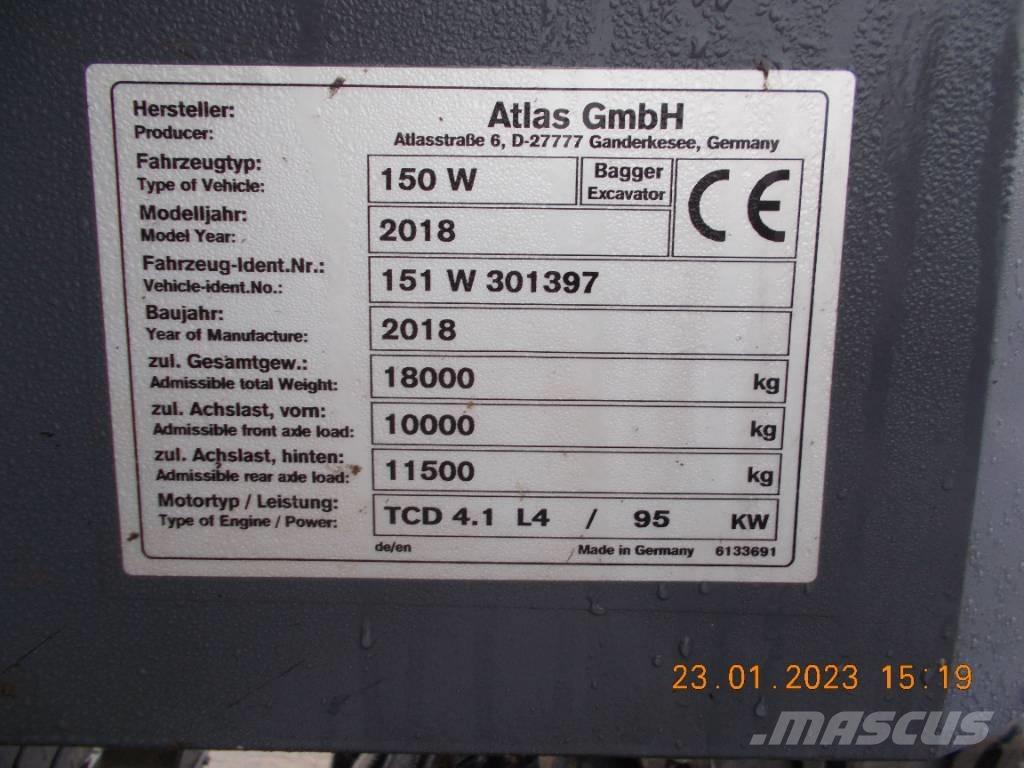 Hersteller: Atlas GmbH
Producer: Atlasstraße 6, D-27777 Ganderkesee, Germany
Fahrzeugtyp: 150 W Bagger
Type of Vehicle: Excavator
CE
Modelljahr: 2018
Model Year:
Fahrzeug-Ident.Nr.: 151 W 301397
Vehicle-ident.No.:
Baujahr: 2018
Year of Manufacture:
zul. Gesamtgew.: 18000 kg
Admissible total Weight:
zul. Achslast, vorn: 10000 kg
Admissible front axle load:
zul. Achslast, hinten: 11500 kg
Admissible rear axle load:
Motortyp / Leistung: TCD 4.1 L4 / 95 KW
Type of Engine / Power:
de/en Made in Germany 6133691
23.01.2023 15:19
MASCUS